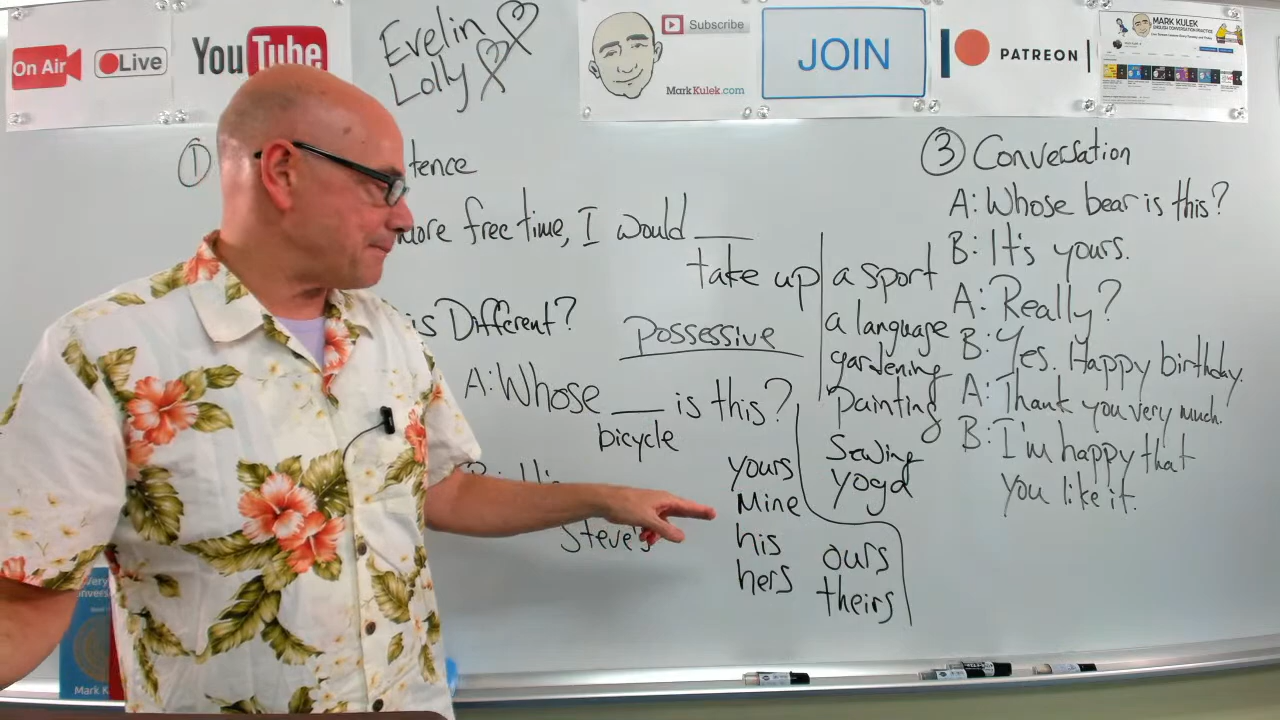 On Air
Live
YouTube
Evelin
Lolly
Subscribe
MarkKulek.com
JOIN
PATREON
MARK KULEK
①
tence
more free time, I would ___
take up
a sport
a language
gardening
painting
Sewing
yoga
is Different?
Possessive
A: Whose ___ is this?
bicycle
Steve's
yours
Mine
his
hers
ours
theirs
③ Conversation
A: Whose bear is this?
B: It's yours.
A: Really?
B: Yes. Happy birthday.
A: Thank you very much.
B: I'm happy that
you like it.
Mark K